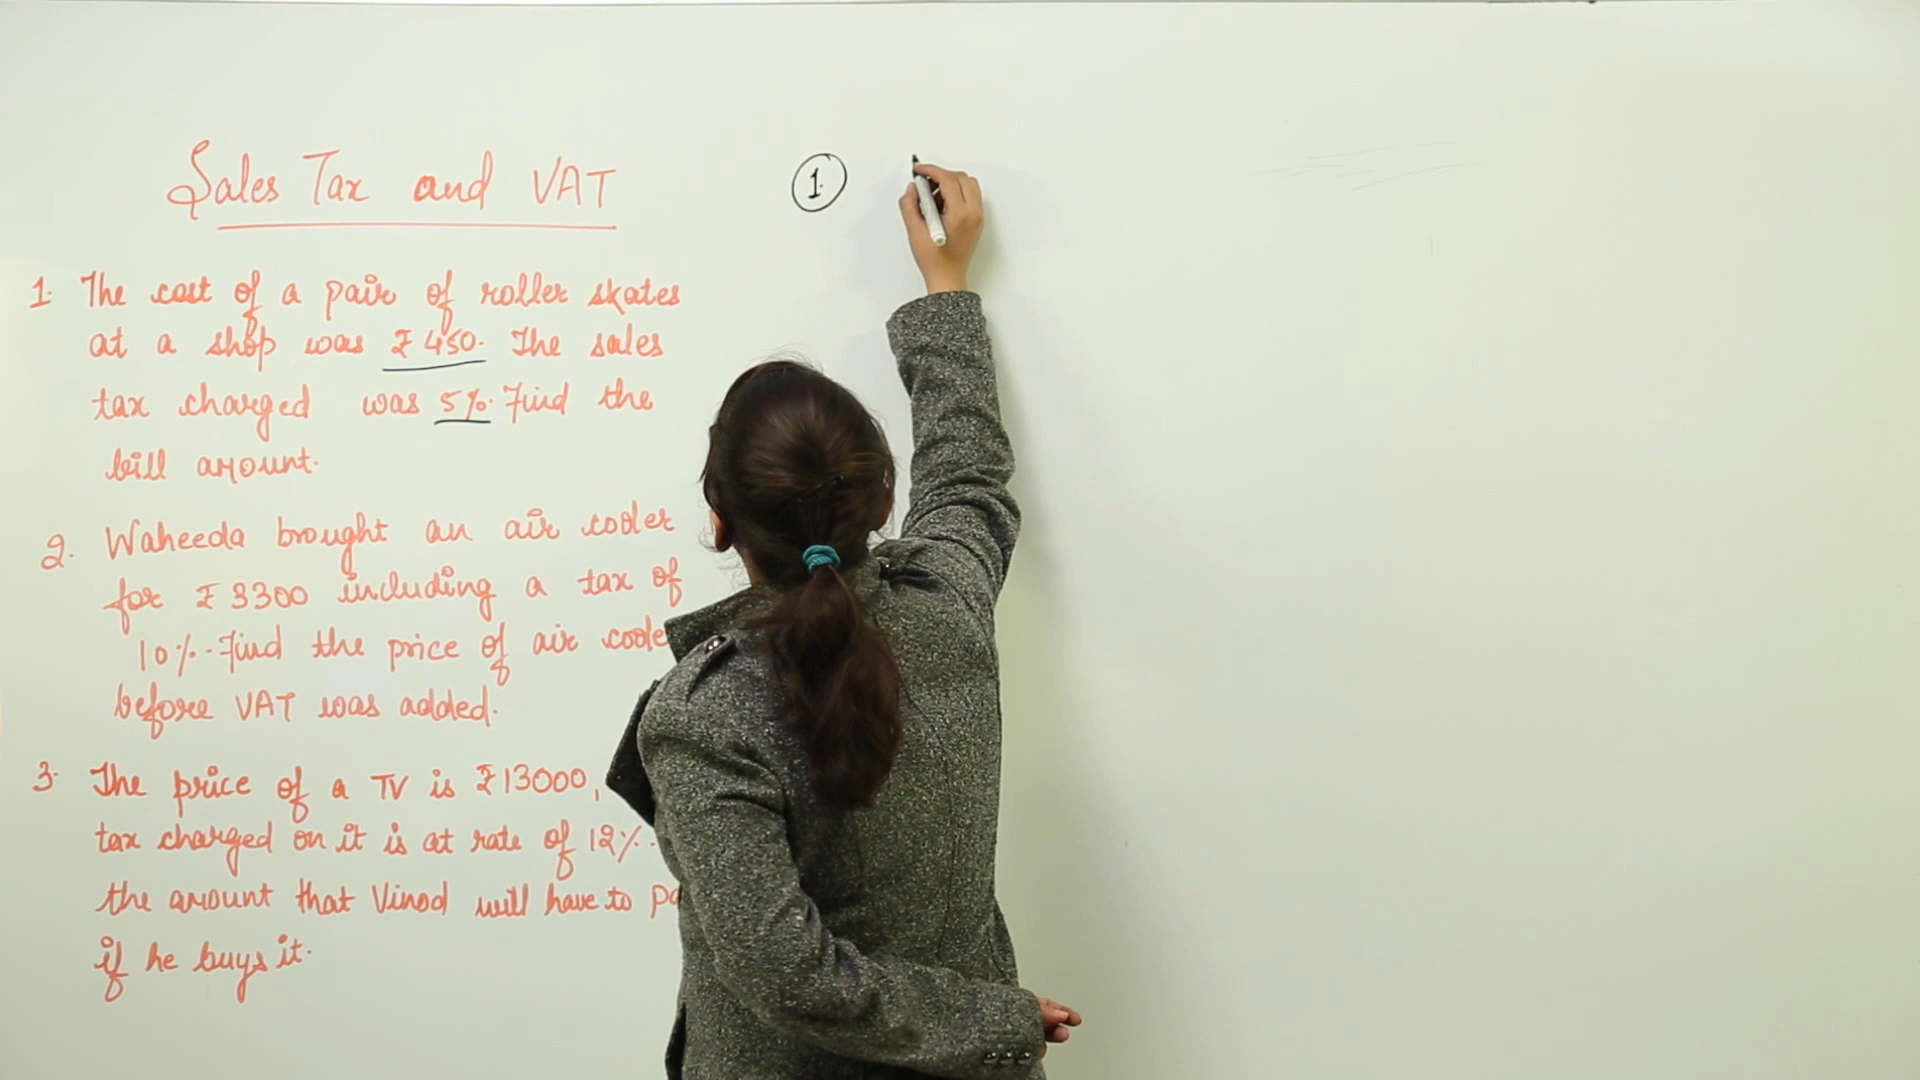 Sales Tax and VAT
1. The cost of a pair of roller skates
at a shop was ₹ 450. The sales
tax charged was 5%. Find the
bill amount.
2. Waheeda brought an air cooler
for ₹ 3300 including a tax of
10%. Find the price of air
before VAT was added.
3. The price of a TV is ₹ 13000,
tax charged on it is at rate of 12%.
the amount that Vinod will have to
if he buys it.
1.